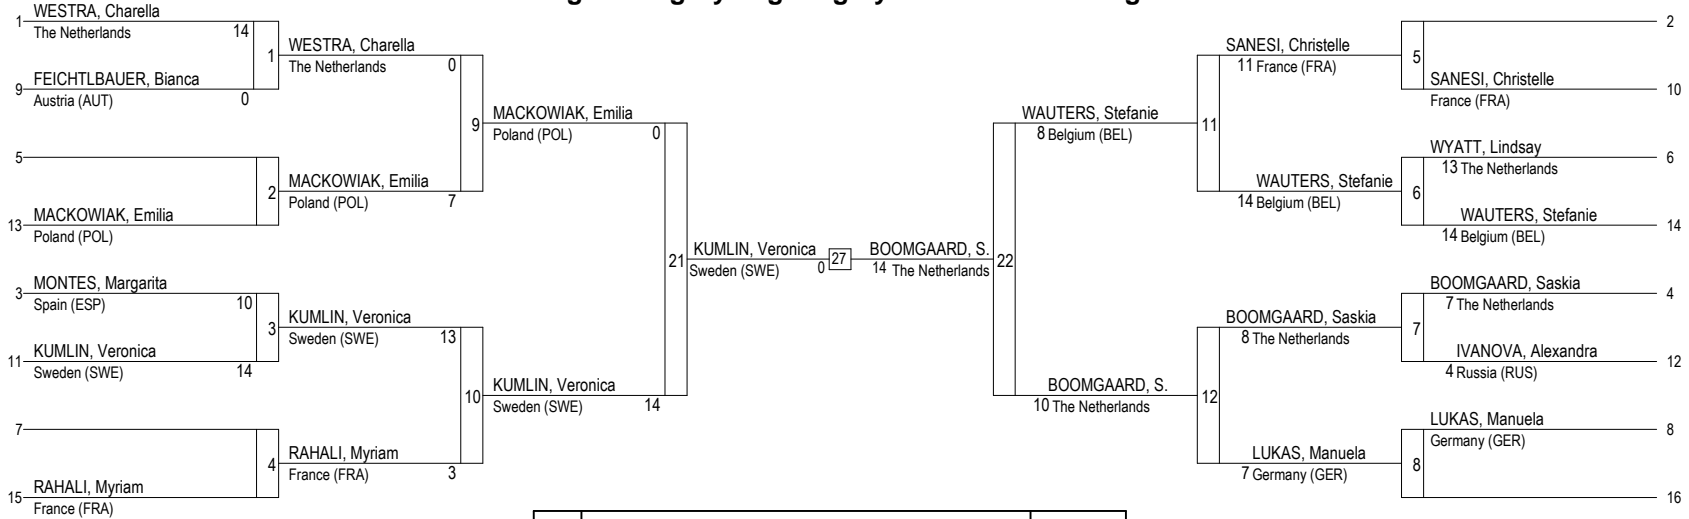 1 WESTRA, Charella
The Netherlands 14
1
9 FEICHTLBAUER, Bianca
Austria (AUT) 0
5
2
13 MACKOWIAK, Emilia
Poland (POL)
3 MONTES, Margarita
Spain (ESP) 10
3
11 KUMLIN, Veronica
Sweden (SWE) 14
7
4
15 RAHALI, Myriam
France (FRA)
WESTRA, Charella
The Netherlands 0
9
MACKOWIAK, Emilia
Poland (POL) 7
KUMLIN, Veronica
Sweden (SWE) 13
10
RAHALI, Myriam
France (FRA) 3
MACKOWIAK, Emilia
Poland (POL) 0
21
KUMLIN, Veronica
Sweden (SWE) 14
KUMLIN, Veronica
Sweden (SWE) 0
27
BOOMGAARD, S.
14 The Netherlands
22
WAUTERS, Stefanie
8 Belgium (BEL)
BOOMGAARD, S.
10 The Netherlands
11
SANESI, Christelle
11 France (FRA)
WAUTERS, Stefanie
14 Belgium (BEL)
12
BOOMGAARD, Saskia
8 The Netherlands
LUKAS, Manuela
7 Germany (GER)
2
5
SANESI, Christelle 10
France (FRA)
WYATT, Lindsay 6
13 The Netherlands
6
WAUTERS, Stefanie 14
14 Belgium (BEL)
BOOMGAARD, Saskia 4
7 The Netherlands
7
IVANOVA, Alexandra 12
4 Russia (RUS)
LUKAS, Manuela 8
Germany (GER)
8
16